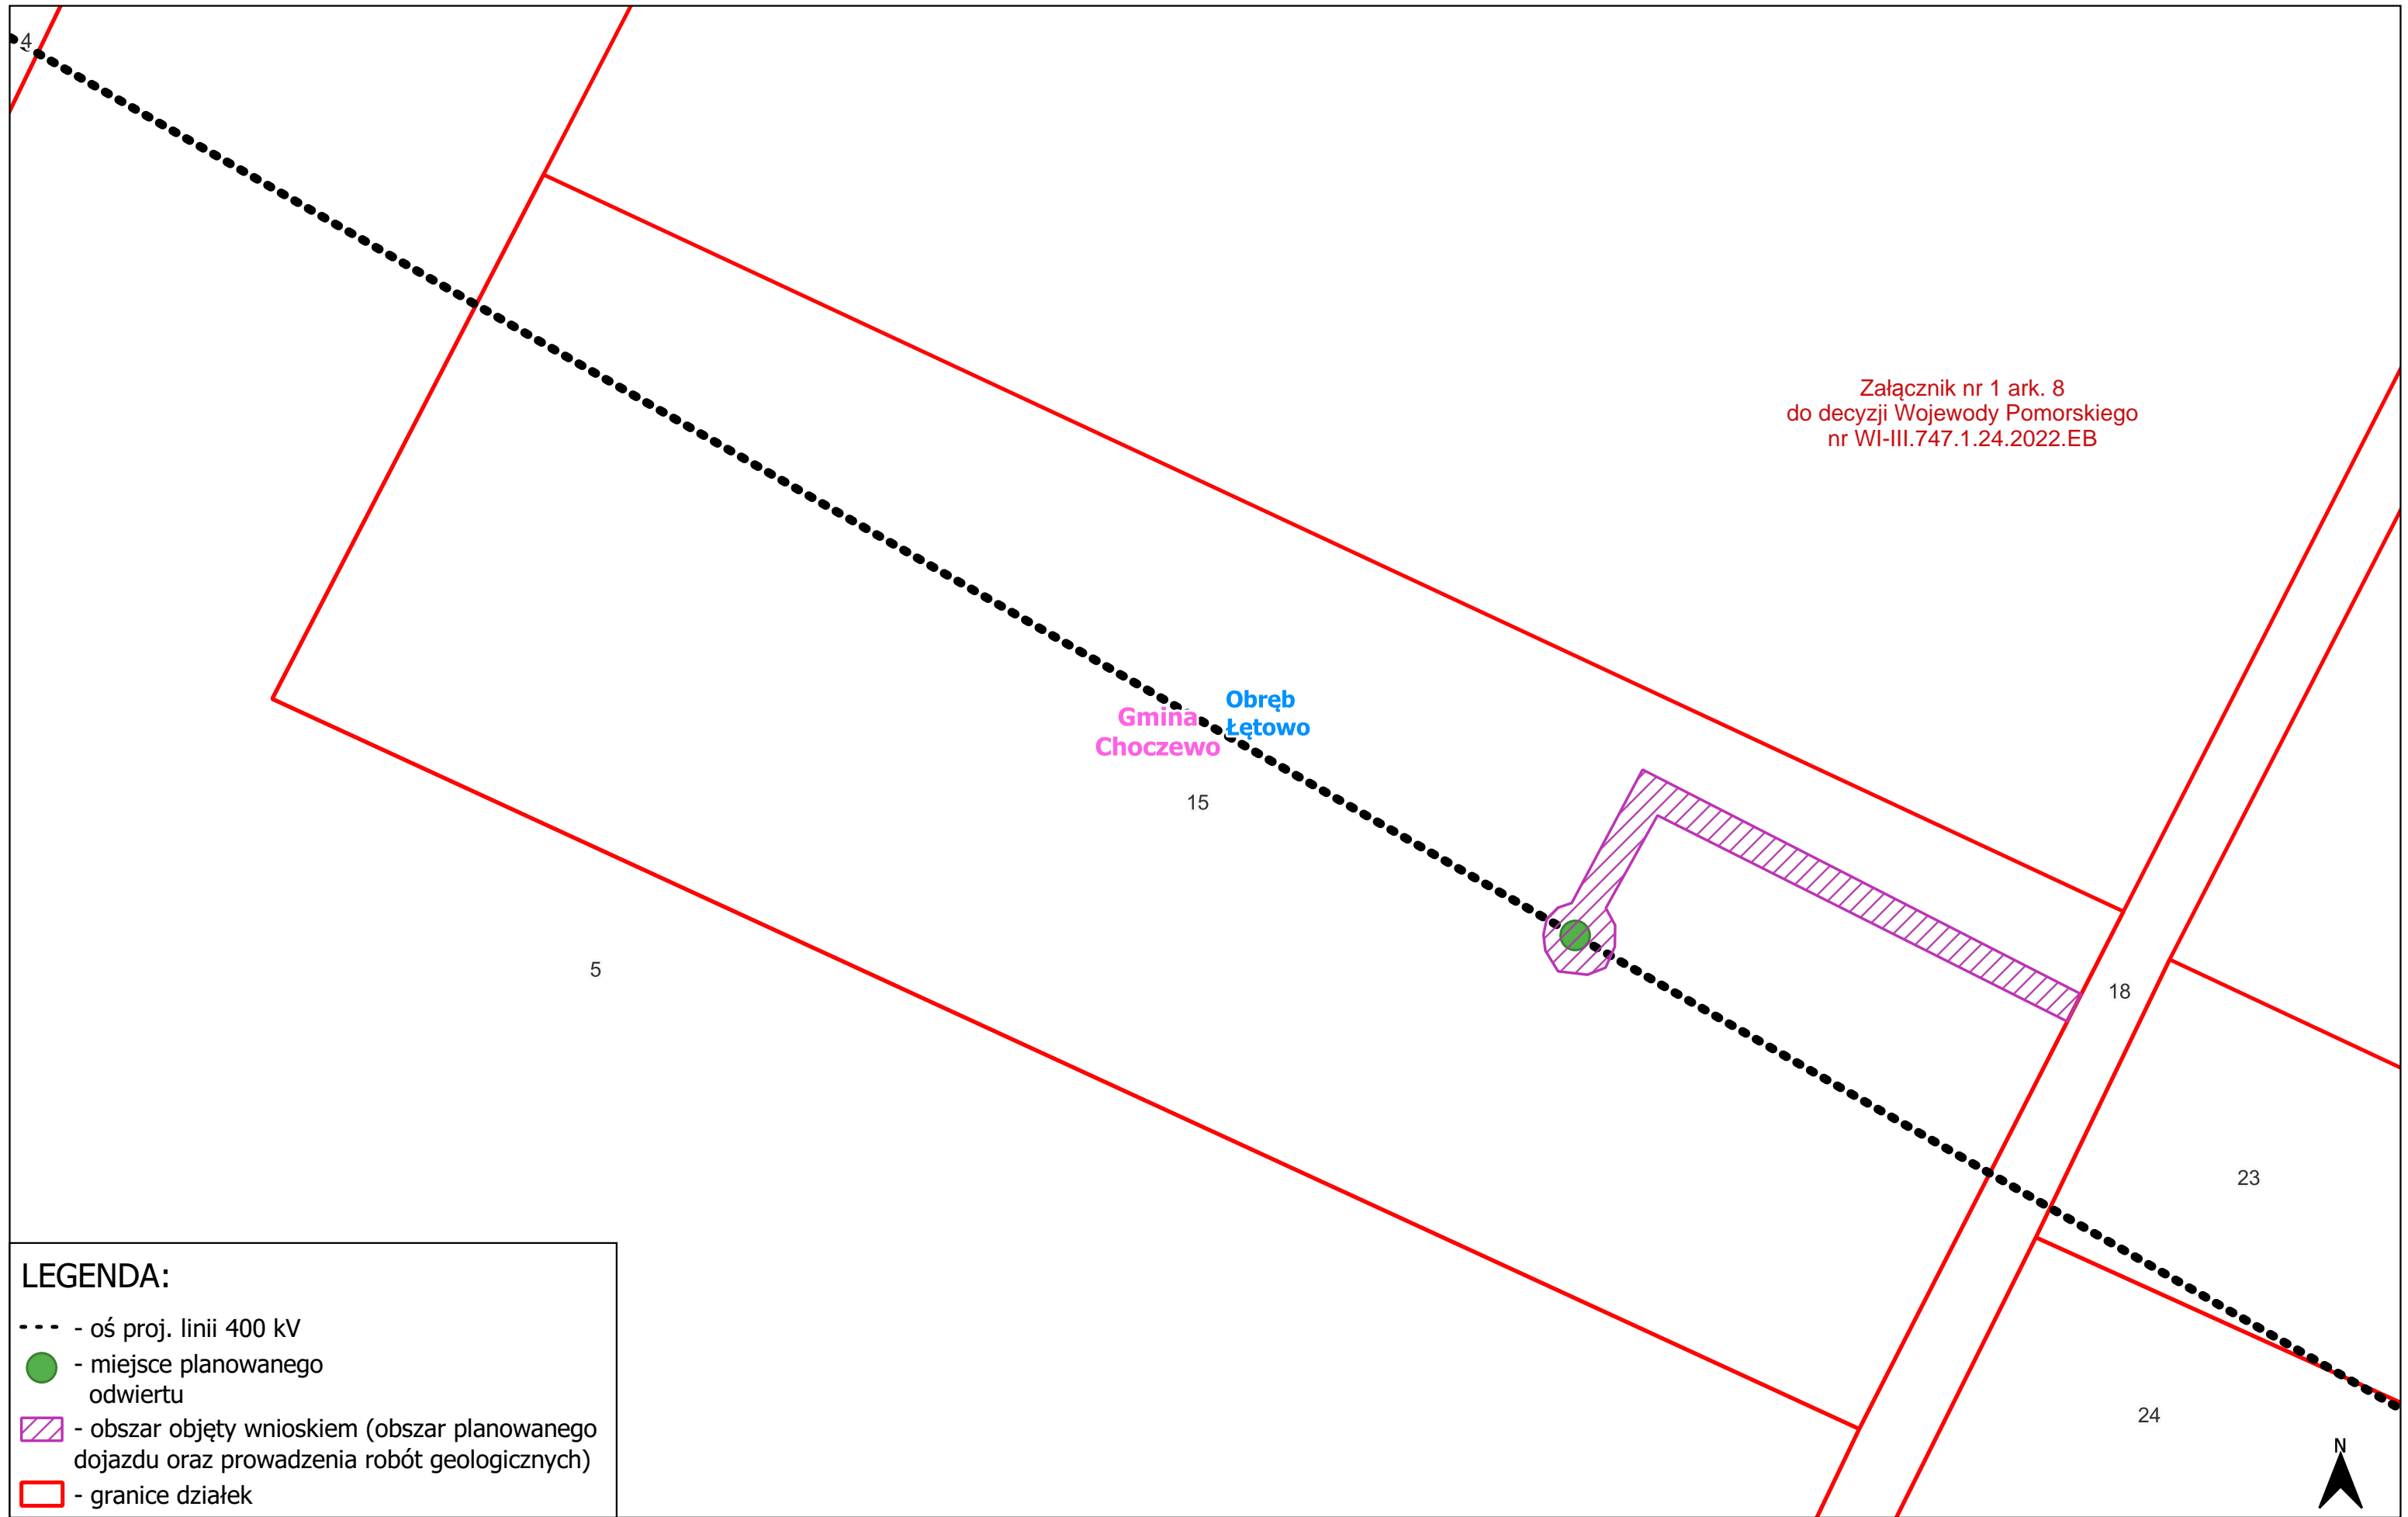 4
Załącznik nr 1 ark. 8
do decyzji Wojewody Pomorskiego
nr WI-III.747.1.24.2022.EB
Obręb
Łętowo
Gmina
Choczewo
15
5
18
23
24
N
LEGENDA:
- oś proj. linii 400 kV
- miejsce planowanego
odwiertu
- obszar objęty wnioskiem (obszar planowanego
dojazdu oraz prowadzenia robót geologicznych)
- granice działek